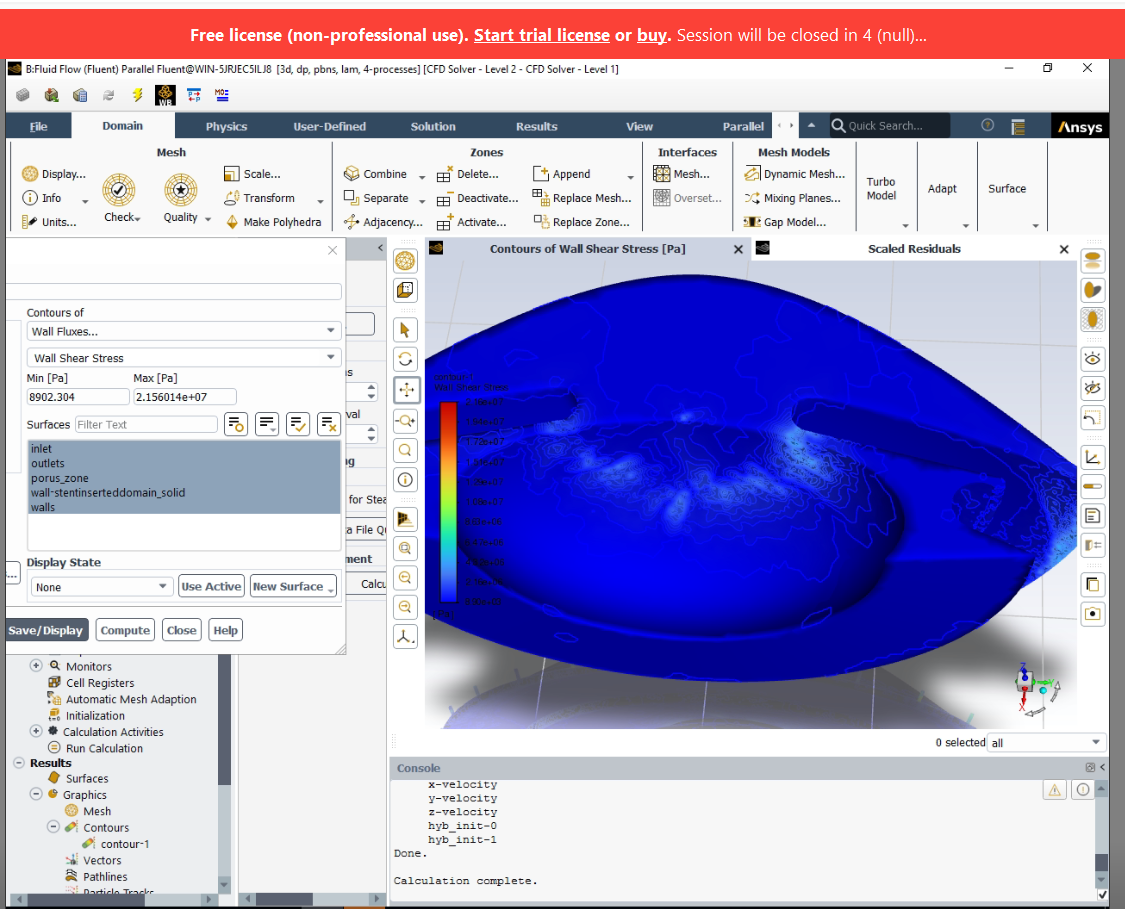 Free license (non-professional use). Start trial license or buy. Session will be closed in 4 (null)...
B:Fluid Flow (Fluent) Parallel Fluent@WIN-5JRJEC5ILJ8 [3d, dp, pbns, lam, 4-processes] [CFD Solver - Level 2 - CFD Solver - Level 1]
WB
File Domain Physics User-Defined Solution Results View Parallel Quick Search... Ansys
Mesh Zones Interfaces Mesh Models
Display... Scale... Combine Delete... Append Mesh... Dynamic Mesh...
Info Transform Separate Deactivate... Replace Mesh... Overset... Mixing Planes...
Units... Check Quality Make Polyhedra Adjacency... Activate... Replace Zone... Gap Model...
Turbo
Model
Adapt
Surface
Contours of Wall Shear Stress [Pa]
Scaled Residuals
Contours of
Wall Fluxes...
Wall Shear Stress
Min [Pa] Max [Pa]
8902.304 2.156014e+07
Surfaces Filter Text
inlet
outlets
porus_zone
wall-stentinserteddomain_solid
walls
Display State
None Use Active New Surface
Save/Display Compute Close Help
val
for Stea
a File Qu
ment
Calcu
contour-1
Wall Shear Stress
Monitors
Cell Registers
Automatic Mesh Adaption
Initialization
Calculation Activities
Run Calculation
Results
Surfaces
Graphics
Mesh
Contours
contour-1
Vectors
Pathlines
Particle Tracks
Z
X
0 selected all
Console
x-velocity
y-velocity
z-velocity
hyb_init-0
hyb_init-1
Done.
Calculation complete.